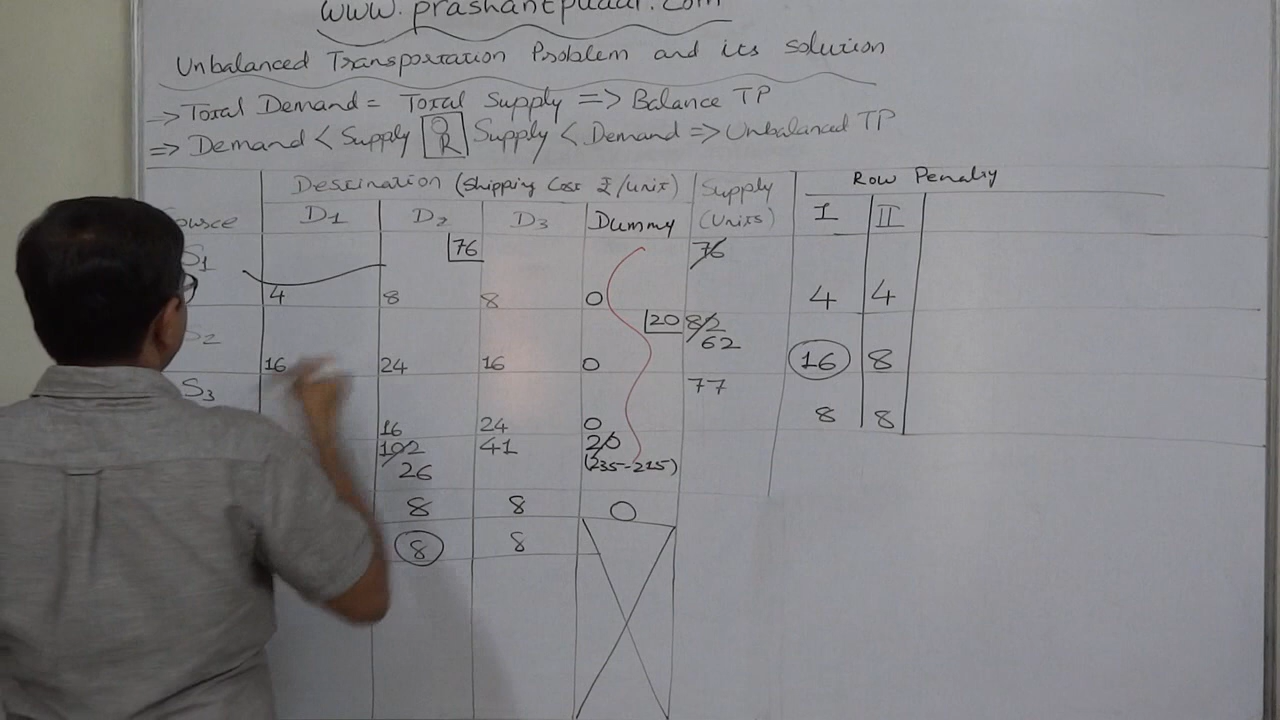 www.prashantpuaar.com
Unbalanced Transportation Problem and its solution
→ Total Demand = Total Supply => Balance TP
=> Demand < Supply OR Supply < Demand => Unbalanced TP
Destination (Shipping Cost ₹/unit) Supply (Units) Row Penalty
D1 D2 D3 Dummy I II
S1 76 76
4 8 8 0 4 4
20 82
62
16 24 16 0 16 8
S3 77
16 24 0 8 8
102 41 20
26 (235-215)
8 8 0
8 8